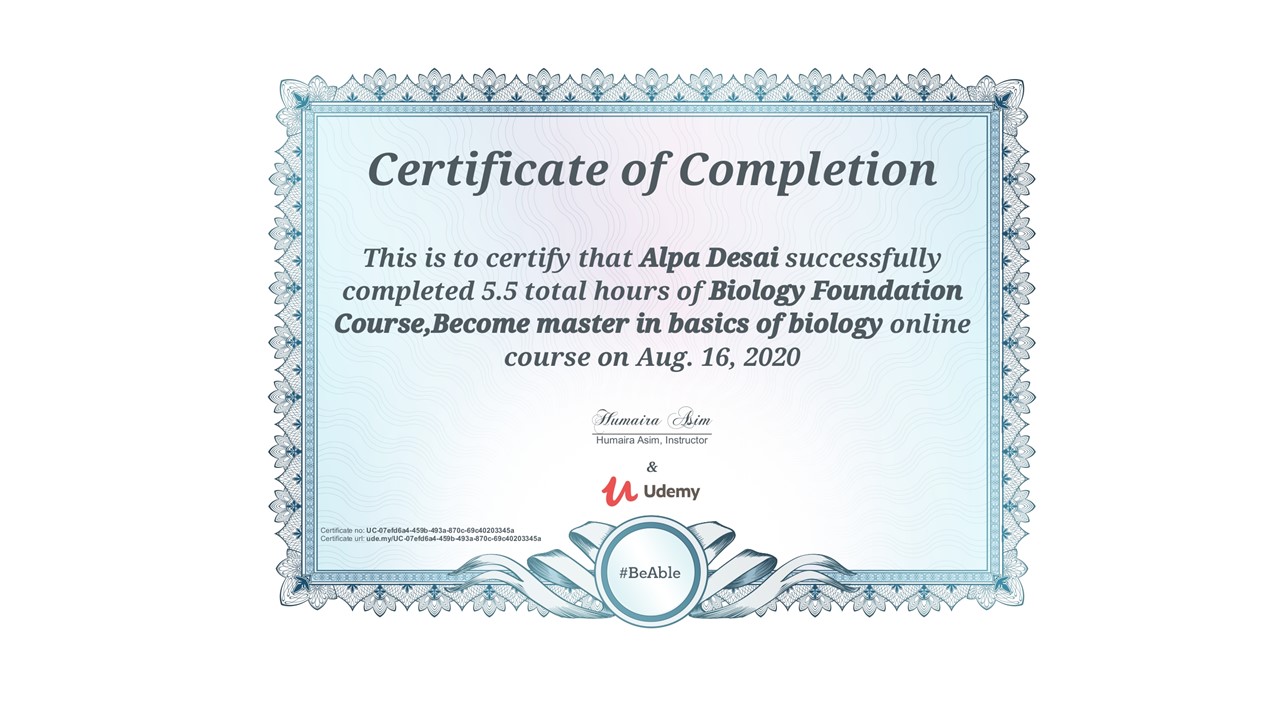 Certificate of Completion
This is to certify that Alpa Desai successfully
completed 5.5 total hours of Biology Foundation
Course,Become master in basics of biology online
course on Aug. 16, 2020
Humaira Asim
Humaira Asim, Instructor
&
Udemy
Certificate no: UC-07efd6a4-459b-493a-870c-69c40203345a
Certificate url: ude.my/UC-07efd6a4-459b-493a-870c-69c40203345a
#BeAble